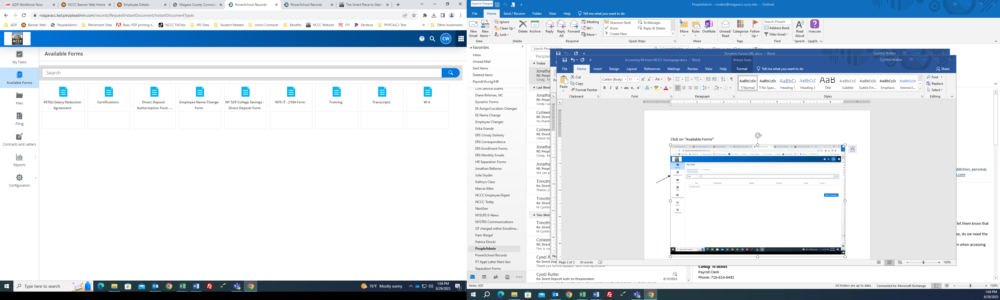 ADP Workforce Now
NCCC Banner Web Home
Employee Details
Niagara County Commun
PowerSchool Records
PowerSchool Records
The Smart Place to Start -
niagaracc.ted.peopleadmin.com/records/RequestInstantDocument/InstantDocumentTypes
ADP
Banner Web
PeopleAdmin
Retirement Sites
Basic PDF printing t...
NCCC TikToks
IRS Sites
Student Related
Union Contracts
Benefits
NCCC Website
FYI
Pandora
PHPCALCJ-Test
»
Other bookmarks
NCCC
CW
My Tasks
Available Forms
Files
Filing
Contracts and Letters
Reports
Configuration
Available Forms
Search
457(b) Salary Reduction
Agreement
Certifications
Direct Deposit
Authorization Form -...
Employee Name Change
Form
NY 529 College Savings -
Direct Deposit Form
NYS IT - 2104 Form
Training
Transcripts
W-4
Type here to search
76°F Mostly sunny
1:04 PM
8/29/2023
Search People
PeopleAdmin - cwalker@niagaracc.suny.edu - Outlook
File
Home
Send / Receive
Folder
View
Help
Tell me what you want to do
New
Email
New
Items
New
Ignore
Clean Up
Junk
Delete
Archive
Delete
Reply
Reply
All
Forward
Meeting
IM
More
Respond
Shannon Stott
Done
Create New
To Manager
Reply & Delete
Quick Steps
Move
Rules
OneNote
Move
Unread/
Read
Categorize
Follow
Up
Tags
Search People
Address Book
Filter Email
Find
Read
Aloud
Speech
Insecure
GpgOL
Favorites
Inbox
Unread Mail
Sent Items
Deleted Items
Payroll/Acctg/HR
Civil Service Exams
Diane Birkman, NC
Dynamic Forms
EE Assign/Location Changes
EE Name Change
Employee Changes
Erika Grande
ERS Christy Doherty
ERS Correspondence
ERS Enrollment Forms
ERS Monthly Emails
HR Separation Forms
Jonathan Bellomo
Julie Snyder
Kathryn Class
Marcie Allen
NCCC Employee Digest
NCCC Today
NextGen
NYSLRS E-News
NYSTRS Communications
OT charged within Enrollme...
Pam Weigel
Patrice Elnicki
PeopleAdmin
PowerSchool Records
PT Appt Letter Next Gen
Separation Forms
Items: 420
Today
Jonatha
RE: Peopl
Last Wee
Jonatha
RE: Peopl
RE: Peopl
Cindy I wi
Colleen
RE: Direct
Yes thank
Colleen
RE: Direct
I think thi
Jonatha
RE: Peopl
Jonatha
RE: Peopl
We can p
Timothy
Re: Direct
RE: Direct
Thanks Ci
Timothy
Re: Direct
Hi Cynthi
Two Wee
Timothy
Re: Direct
Hi Cynthi
Colleen
RE: Direct
This is co
Cyndi R
Re: Direct Dep
Thank you for the update! Sent from my iPhone
Cyndi Rutter
Re: Direct Deposit Auth on PeopleAdmin
8/15/2023
Dynamic Forms URL.docx - Word
Cynthia Walker
Accessing PA from NCCC homepage.docx - Word
Picture Tools
Cynthia Walker
File
Home
Insert
Design
Layout
References
Mailings
Review
View
Help
Format
Tell me what you want to do
Share
Paste
Cut
Copy
Format Painter
Clipboard
Calibri (Body)
11
Font
Paragraph
¶ Normal
¶ No Spac...
Heading 1
Heading 2
Title
Subtitle
Subtle Em...
Emphasis
Intense E...
Styles
Find
Replace
Select
Editing
Click on “Available Forms”
My Tasks
Mark Complete
Page 2 of 2
30 words
100%
ddiction, personal,
o.com
let them know that
se, do we need the
m when accessing
Cindy Walker
Payroll Clerk
Phone: 716-614-6442
All folders are up to date.
Connected to: Microsoft Exchange
100%
1:04 PM
8/29/2023